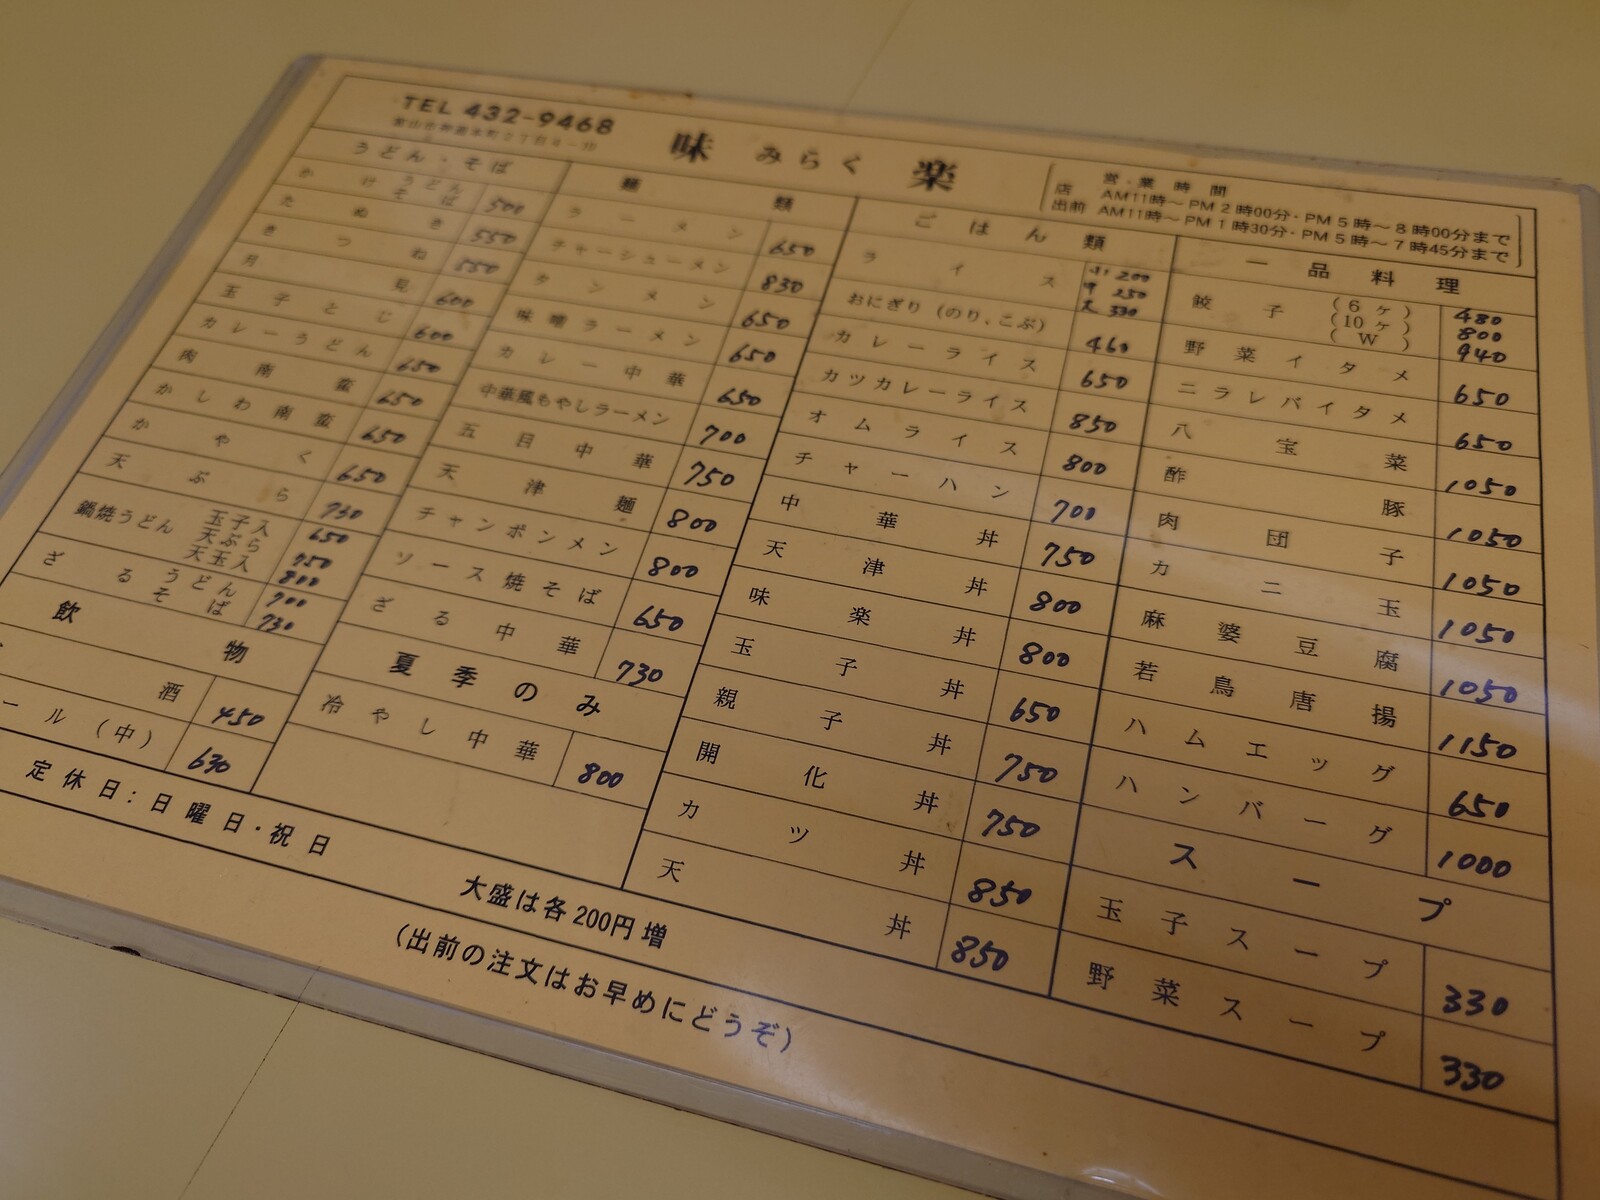 TEL 432-9468
味 みらく 楽
営・業時間
店 AM11時〜PM2時00分・PM5時〜8時00分まで
出前 AM11時〜PM1時30分・PM5時〜7時45分まで
うどん・そば
かけ うどん そば 500
たぬき 550
きつね 550
月見 600
玉子とじ 600
カレーうどん 650
肉南蛮 650
かしわ南蛮 650
かやく 650
天ぷら 750
鍋焼うどん 玉子入 650
天ぷら 750
天玉入 800
ざる うどん 700
そば 730
飲物
酒 450
ール(中) 630
麺類
ラーメン 650
チャーシューメン 830
タンメン 650
味噌ラーメン 650
カレー中華 650
中華風もやしラーメン 700
五目中華 750
天津麺 800
チャンポンメン 800
ソース焼そば 650
ざる中華 730
夏季のみ
冷やし中華 800
ごはん類
ライス 小 200
中 250
大 330
おにぎり(のり、こぶ) 460
カレーライス 650
カツカレーライス 850
オムライス 800
チャーハン 700
中華丼 750
天津丼 800
味楽丼 800
玉子丼 650
親子丼 750
開化丼 750
カツ丼 850
天丼 850
一品料理
餃子 (6ヶ) 480
(10ヶ) 800
(W) 940
野菜イタメ 650
ニラレバイタメ 650
八宝菜 1050
酢豚 1050
肉団子 1050
カニ玉 1050
麻婆豆腐 1050
若鳥唐揚 1150
ハムエッグ 650
ハンバーグ 1000
スープ
玉子スープ 330
野菜スープ 330
定休日:日曜日・祝日
大盛は各200円増
(出前の注文はお早めにどうぞ)